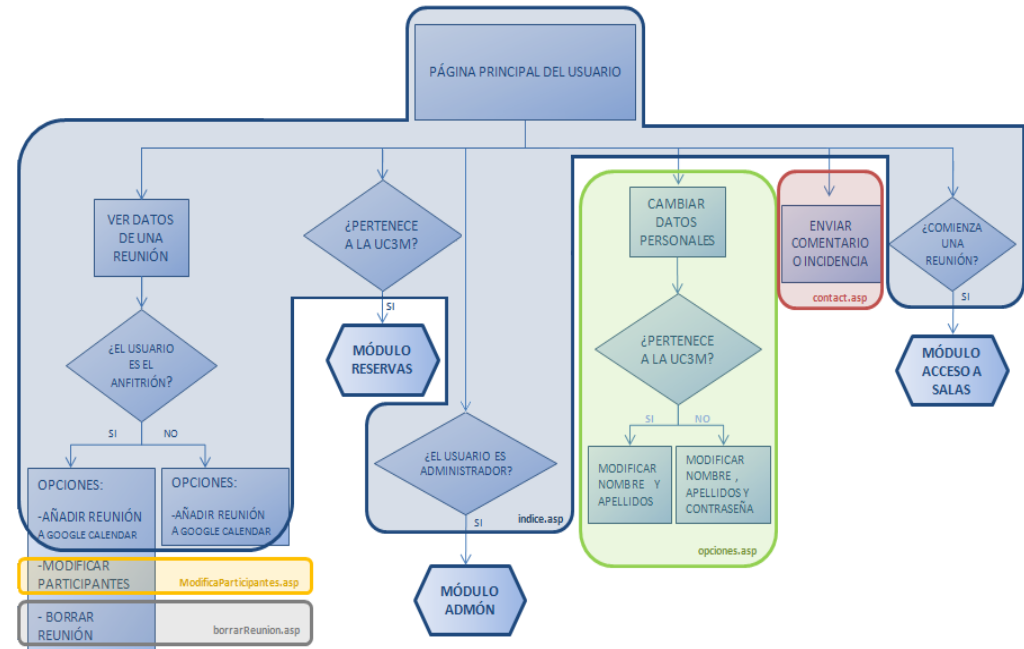 PÁGINA PRINCIPAL DEL USUARIO
VER DATOS
DE UNA
REUNIÓN
¿PERTENECE
A LA UC3M?
CAMBIAR
DATOS
PERSONALES
ENVIAR
COMENTARIO
O INCIDENCIA
contact.asp
¿COMIENZA
UNA
REUNIÓN?
SI
SI
MÓDULO
RESERVAS
MÓDULO
ACCESO A
SALAS
¿EL USUARIO
ES EL
ANFITRIÓN?
¿PERTENECE
A LA UC3M?
SI
NO
SI
NO
¿EL USUARIO ES
ADMINISTRADOR?
SI
indice.asp
MODIFICAR
NOMBRE Y
APELLIDOS
MODIFICAR
NOMBRE ,
APELLIDOS Y
CONTRASEÑA
opciones.asp
OPCIONES:
-AÑADIR REUNIÓN
A GOOGLE CALENDAR
OPCIONES:
-AÑADIR REUNIÓN
A GOOGLE CALENDAR
-MODIFICAR
PARTICIPANTES
ModificaParticipantes.asp
- BORRAR
REUNIÓN
borrarReunion.asp
MÓDULO
ADMÓN